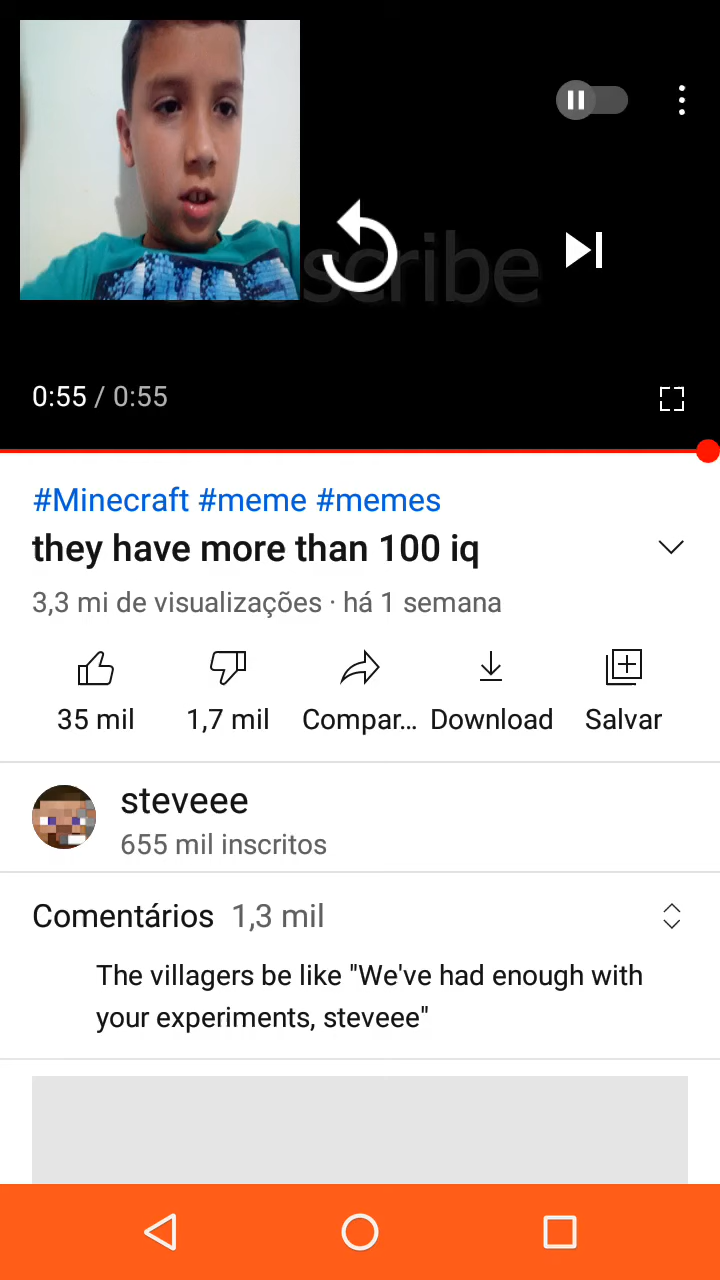 scribe
0:55 / 0:55
#Minecraft #meme #memes
they have more than 100 iq
3,3 mi de visualizações · há 1 semana
35 mil
1,7 mil
Compar...
Download
Salvar
steveee
655 mil inscritos
Comentários 1,3 mil
The villagers be like "We've had enough with
your experiments, steveee"